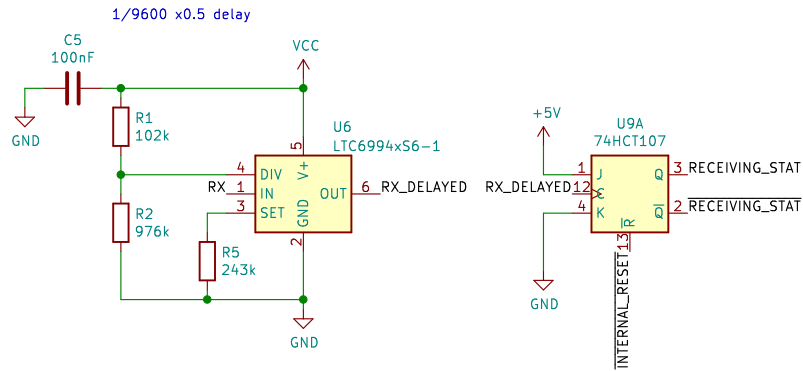 1/9600 x0.5 delay
C5
100nF
GND
VCC
R1
102k
R2
976k
R5
243k
U6
LTC6994xS6-1
4
DIV
RX
1
IN
3
SET
5
V+
GND
2
OUT
6
RX_DELAYED
GND
+5V
U9A
74HCT107
1
J
RX_DELAYED
12
C
4
K
Q
3
RECEIVING_STAT
Q
2
RECEIVING_STAT
R
13
INTERNAL_RESET
GND